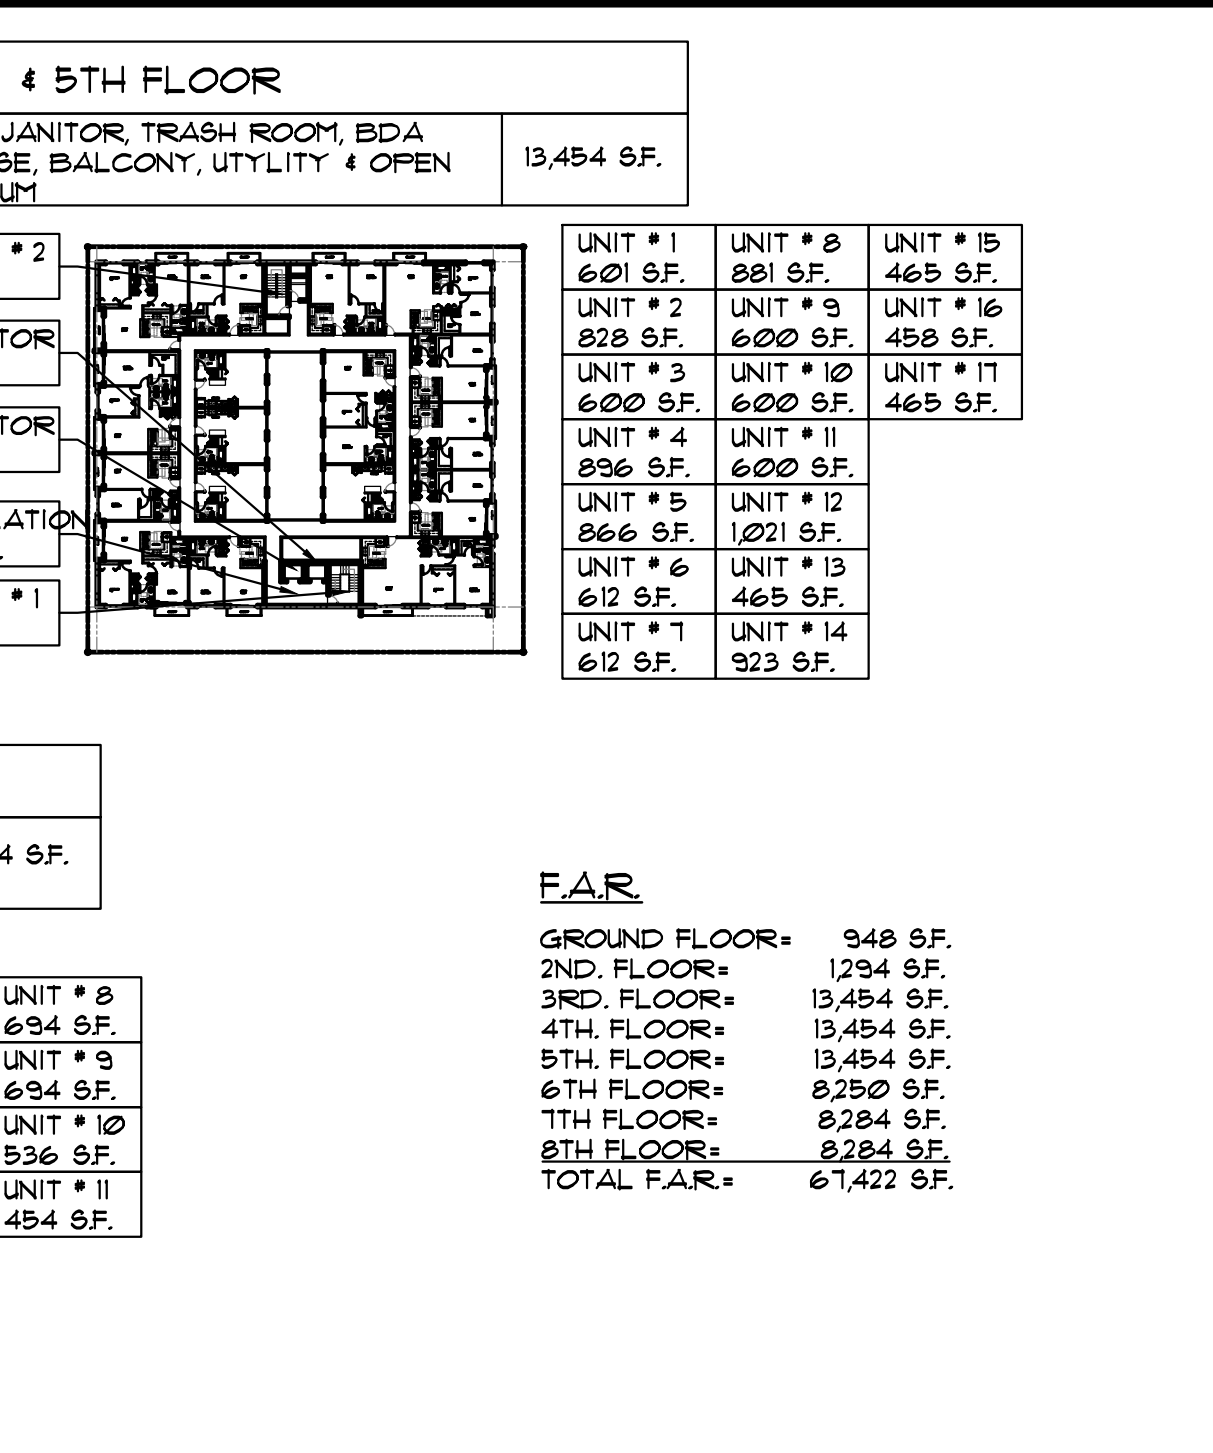 & 5TH FLOOR
JANITOR, TRASH ROOM, BDA
SE, BALCONY, UTYLITY & OPEN
UM
13,454 S.F.
# 2
TOR
TOR
ATION
# 1
UNIT # 1
601 S.F.
UNIT # 2
828 S.F.
UNIT # 3
600 S.F.
UNIT # 4
896 S.F.
UNIT # 5
866 S.F.
UNIT # 6
612 S.F.
UNIT # 7
612 S.F.
UNIT # 8
881 S.F.
UNIT # 9
600 S.F.
UNIT # 10
600 S.F.
UNIT # 11
600 S.F.
UNIT # 12
1,021 S.F.
UNIT # 13
465 S.F.
UNIT # 14
923 S.F.
UNIT # 15
465 S.F.
UNIT # 16
458 S.F.
UNIT # 17
465 S.F.
4 S.F.
UNIT # 8
694 S.F.
UNIT # 9
694 S.F.
UNIT # 10
536 S.F.
UNIT # 11
454 S.F.
F.A.R.
GROUND FLOOR= 948 S.F.
2ND. FLOOR= 1,294 S.F.
3RD. FLOOR= 13,454 S.F.
4TH. FLOOR= 13,454 S.F.
5TH. FLOOR= 13,454 S.F.
6TH FLOOR= 8,250 S.F.
7TH FLOOR= 8,284 S.F.
8TH FLOOR= 8,284 S.F.
TOTAL F.A.R.= 67,422 S.F.